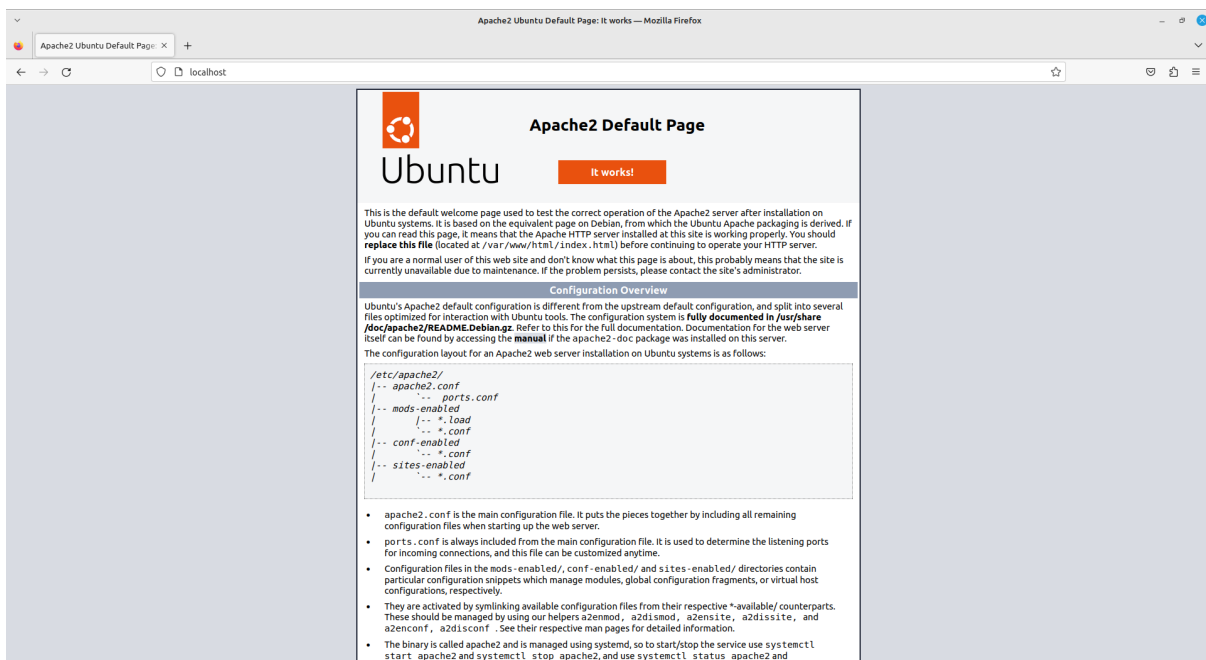 Apache2 Ubuntu Default Page: It works — Mozilla Firefox
Apache2 Ubuntu Default Page
localhost
Apache2 Default Page
Ubuntu
It works!
This is the default welcome page used to test the correct operation of the Apache2 server after installation on
Ubuntu systems. It is based on the equivalent page on Debian, from which the Ubuntu Apache packaging is derived. If
you can read this page, it means that the Apache HTTP server installed at this site is working properly. You should
replace this file (located at /var/www/html/index.html) before continuing to operate your HTTP server.
If you are a normal user of this web site and don't know what this page is about, this probably means that the site is
currently unavailable due to maintenance. If the problem persists, please contact the site's administrator.
Configuration Overview
Ubuntu's Apache2 default configuration is different from the upstream default configuration, and split into several
files optimized for interaction with Ubuntu tools. The configuration system is fully documented in /usr/share
/doc/apache2/README.Debian.gz. Refer to this for the full documentation. Documentation for the web server
itself can be found by accessing the manual if the apache2-doc package was installed on this server.
The configuration layout for an Apache2 web server installation on Ubuntu systems is as follows:
/etc/apache2/
|-- apache2.conf
|       `-- ports.conf
|-- mods-enabled
|       |-- *.load
|       `-- *.conf
|-- conf-enabled
|       `-- *.conf
|-- sites-enabled
|       `-- *.conf
• apache2.conf is the main configuration file. It puts the pieces together by including all remaining
configuration files when starting up the web server.
• ports.conf is always included from the main configuration file. It is used to determine the listening ports
for incoming connections, and this file can be customized anytime.
• Configuration files in the mods-enabled/, conf-enabled/ and sites-enabled/ directories contain
particular configuration snippets which manage modules, global configuration fragments, or virtual host
configurations, respectively.
• They are activated by symlinking available configuration files from their respective *-available/ counterparts.
These should be managed by using our helpers a2enmod, a2dismod, a2ensite, a2dissite, and
a2enconf, a2disconf . See their respective man pages for detailed information.
• The binary is called apache2 and is managed using systemd, so to start/stop the service use systemctl
start apache2 and systemctl stop apache2, and use systemctl status apache2 and